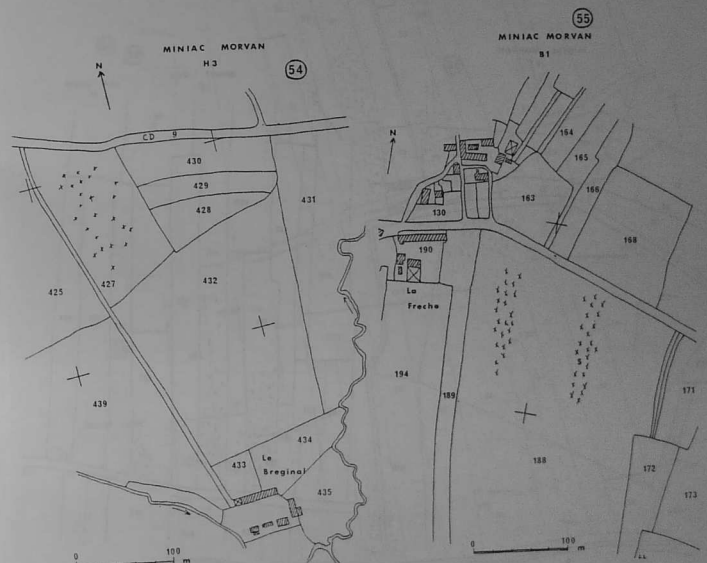 MINIAC MORVAN
H3
54
N
CD 9
430
429
428
431
432
427
425
439
434
433
Le
Breginal
435
0 100
m
55
MINIAC MORVAN
B1
N
164
165
166
163
130
168
190
La
Freche
194
189
188
171
172
173
0 100
m